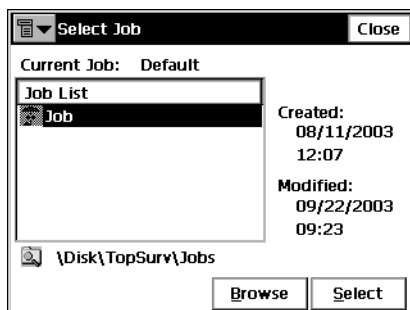 Select Job Close
Current Job: Default
Job List
Job
Created:
08/11/2003
12:07
Modified:
09/22/2003
09:23
\Disk\TopSurv\Jobs
Browse Select